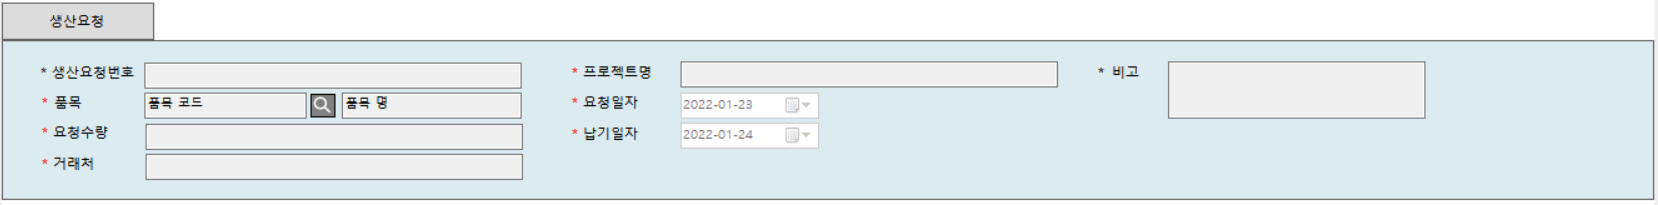 생산요청
* 생산요청번호
* 프로젝트명
* 비고
* 품목 품목 코드 품목 명
* 요청일자 2022-01-23
* 요청수량
* 납기일자 2022-01-24
* 거래처